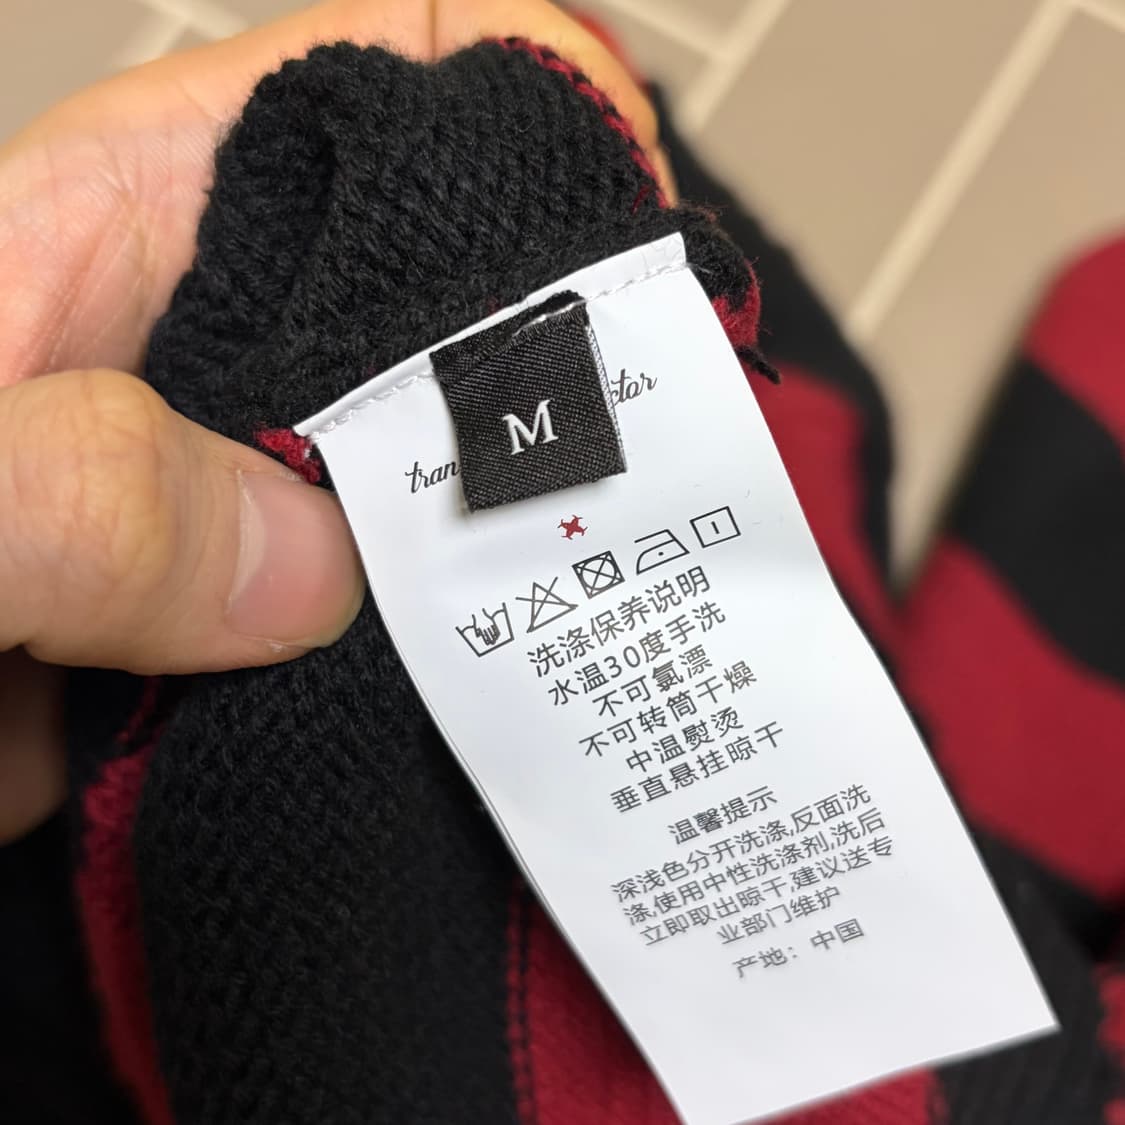 M
洗涤保养说明
水温30度手洗
不可氯漂
不可转筒干燥
中温熨烫
垂直悬挂晾干
温馨提示
深浅色分开洗涤,反面洗
涤,使用中性洗涤剂,洗后
立即取出晾干,建议送专
业部门维护
产地：中国